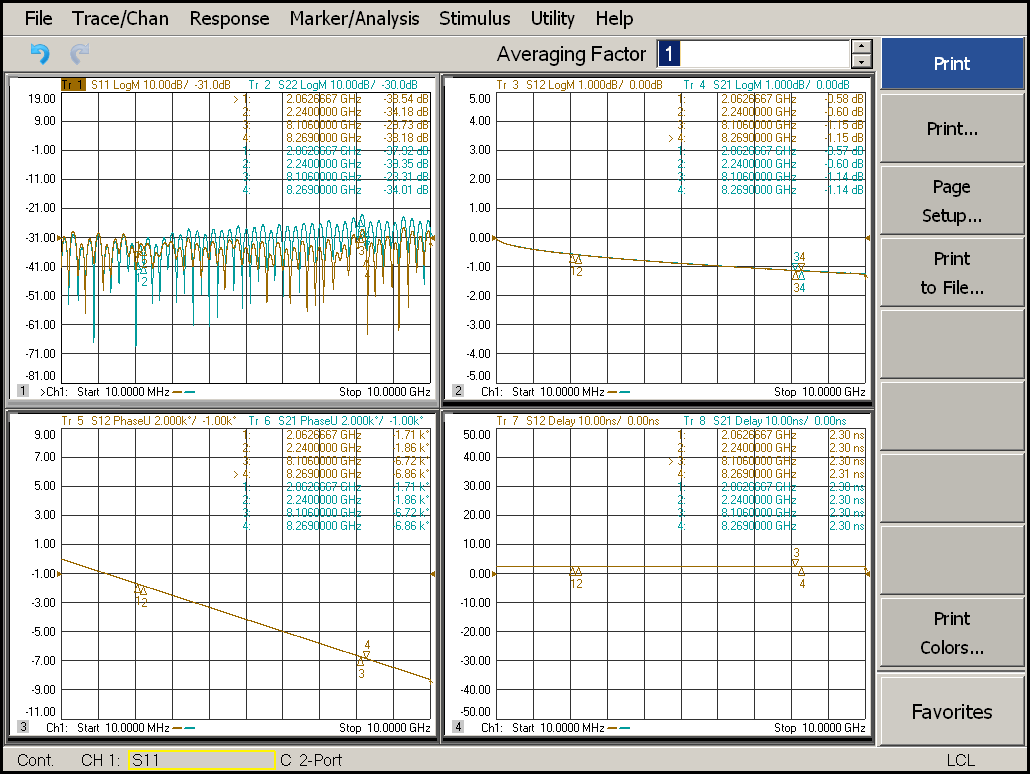 File Trace/Chan Response Marker/Analysis Stimulus Utility Help
Averaging Factor 1
Print
Print...
Page
Setup...
Print
to File...
Print
Colors...
Favorites
Tr 1 S11 LogM 10.00dB/ -31.0dB Tr 2 S22 LogM 10.00dB/ -30.0dB
>1: 2.0626667 GHz
2: 2.2400000 GHz -34.18 dB
3: 8.1060000 GHz
4: 8.2690000 GHz
1: 2.0626667 GHz
2: 2.2400000 GHz
3: 8.1060000 GHz
4: 8.2690000 GHz -34.01 dB
19.00
9.00
-1.00
-11.00
-21.00
-31.00
-41.00
-51.00
-61.00
-71.00
-81.00
1 >Ch1: Start 10.0000 MHz Stop 10.0000 GHz
Tr 3 S12 LogM 1.000dB/ 0.00dB Tr 4 S21 LogM 1.000dB/ 0.00dB
1: 2.0626667 GHz -0.58 dB
2: 2.2400000 GHz -0.60 dB
3: 8.1060000 GHz -1.15 dB
>4: 8.2690000 GHz -1.15 dB
1: 2.0626667 GHz -0.57 dB
2: 2.2400000 GHz -0.60 dB
3: 8.1060000 GHz -1.14 dB
4: 8.2690000 GHz -1.14 dB
5.00
4.00
3.00
2.00
1.00
0.00
-1.00
-2.00
-3.00
-4.00
-5.00
12
34
34
2 Ch1: Start 10.0000 MHz Stop 10.0000 GHz
Tr 5 S12 PhaseU 2.000k°/ -1.00k° Tr 6 S21 PhaseU 2.000k°/ -1.00k°
1: 2.0626667 GHz -1.71 k°
2: 2.2400000 GHz -1.86 k°
3: 8.1060000 GHz -6.72 k°
>4: 8.2690000 GHz -6.86 k°
1: 2.0626667 GHz -1.71 k°
2: 2.2400000 GHz -1.86 k°
3: 8.1060000 GHz -6.72 k°
4: 8.2690000 GHz -6.86 k°
9.00
7.00
5.00
3.00
1.00
-1.00
-3.00
-5.00
-7.00
-9.00
-11.00
12
4
3
3 Ch1: Start 10.0000 MHz Stop 10.0000 GHz
Tr 7 S12 Delay 10.00ns/ 0.00ns Tr 8 S21 Delay 10.00ns/ 0.00ns
1: 2.0626667 GHz 2.30 ns
2: 2.2400000 GHz 2.30 ns
>3: 8.1060000 GHz 2.30 ns
4: 8.2690000 GHz 2.31 ns
1: 2.0626667 GHz 2.30 ns
2: 2.2400000 GHz 2.30 ns
3: 8.1060000 GHz 2.30 ns
4: 8.2690000 GHz 2.30 ns
50.00
40.00
30.00
20.00
10.00
0.00
-10.00
-20.00
-30.00
-40.00
-50.00
12
3
4
4 Ch1: Start 10.0000 MHz Stop 10.0000 GHz
Cont. CH 1: S11 C 2-Port LCL